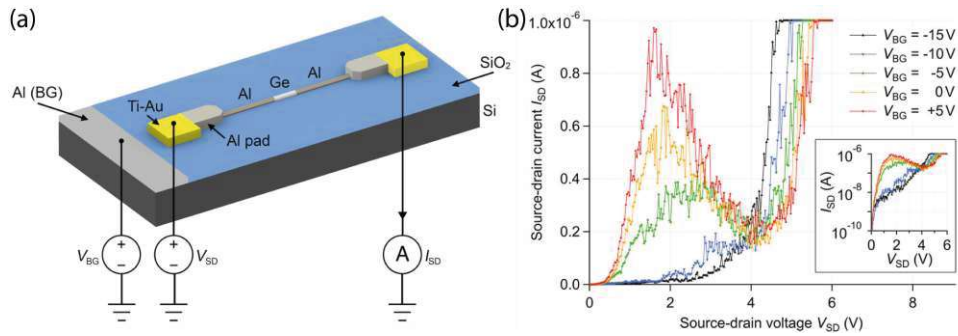 (a)
Al
Ge
Al
SiO₂
Al (BG)
Ti-Au
Si
Al pad
V_BG
+
−
V_SD
+
−
A
I_SD
(b)
1.0x10⁻⁶
0.8
0.6
0.4
0.2
0.0
Source-drain current I_SD (A)
0
2
4
6
8
Source-drain voltage V_SD (V)
V_BG = -15 V
V_BG = -10 V
V_BG = -5 V
V_BG = 0 V
V_BG = +5 V
10⁻⁶
10⁻⁸
10⁻¹⁰
I_SD (A)
0
2
4
6
V_SD (V)